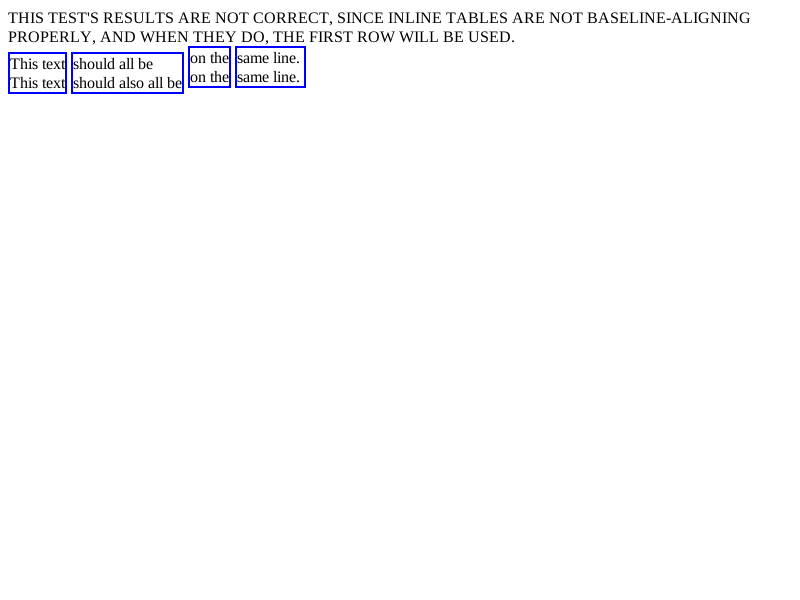 THIS TEST'S RESULTS ARE NOT CORRECT, SINCE INLINE TABLES ARE NOT BASELINE-ALIGNING
PROPERLY, AND WHEN THEY DO, THE FIRST ROW WILL BE USED.
This text should all be on the same line.
This text should also all be on the same line.